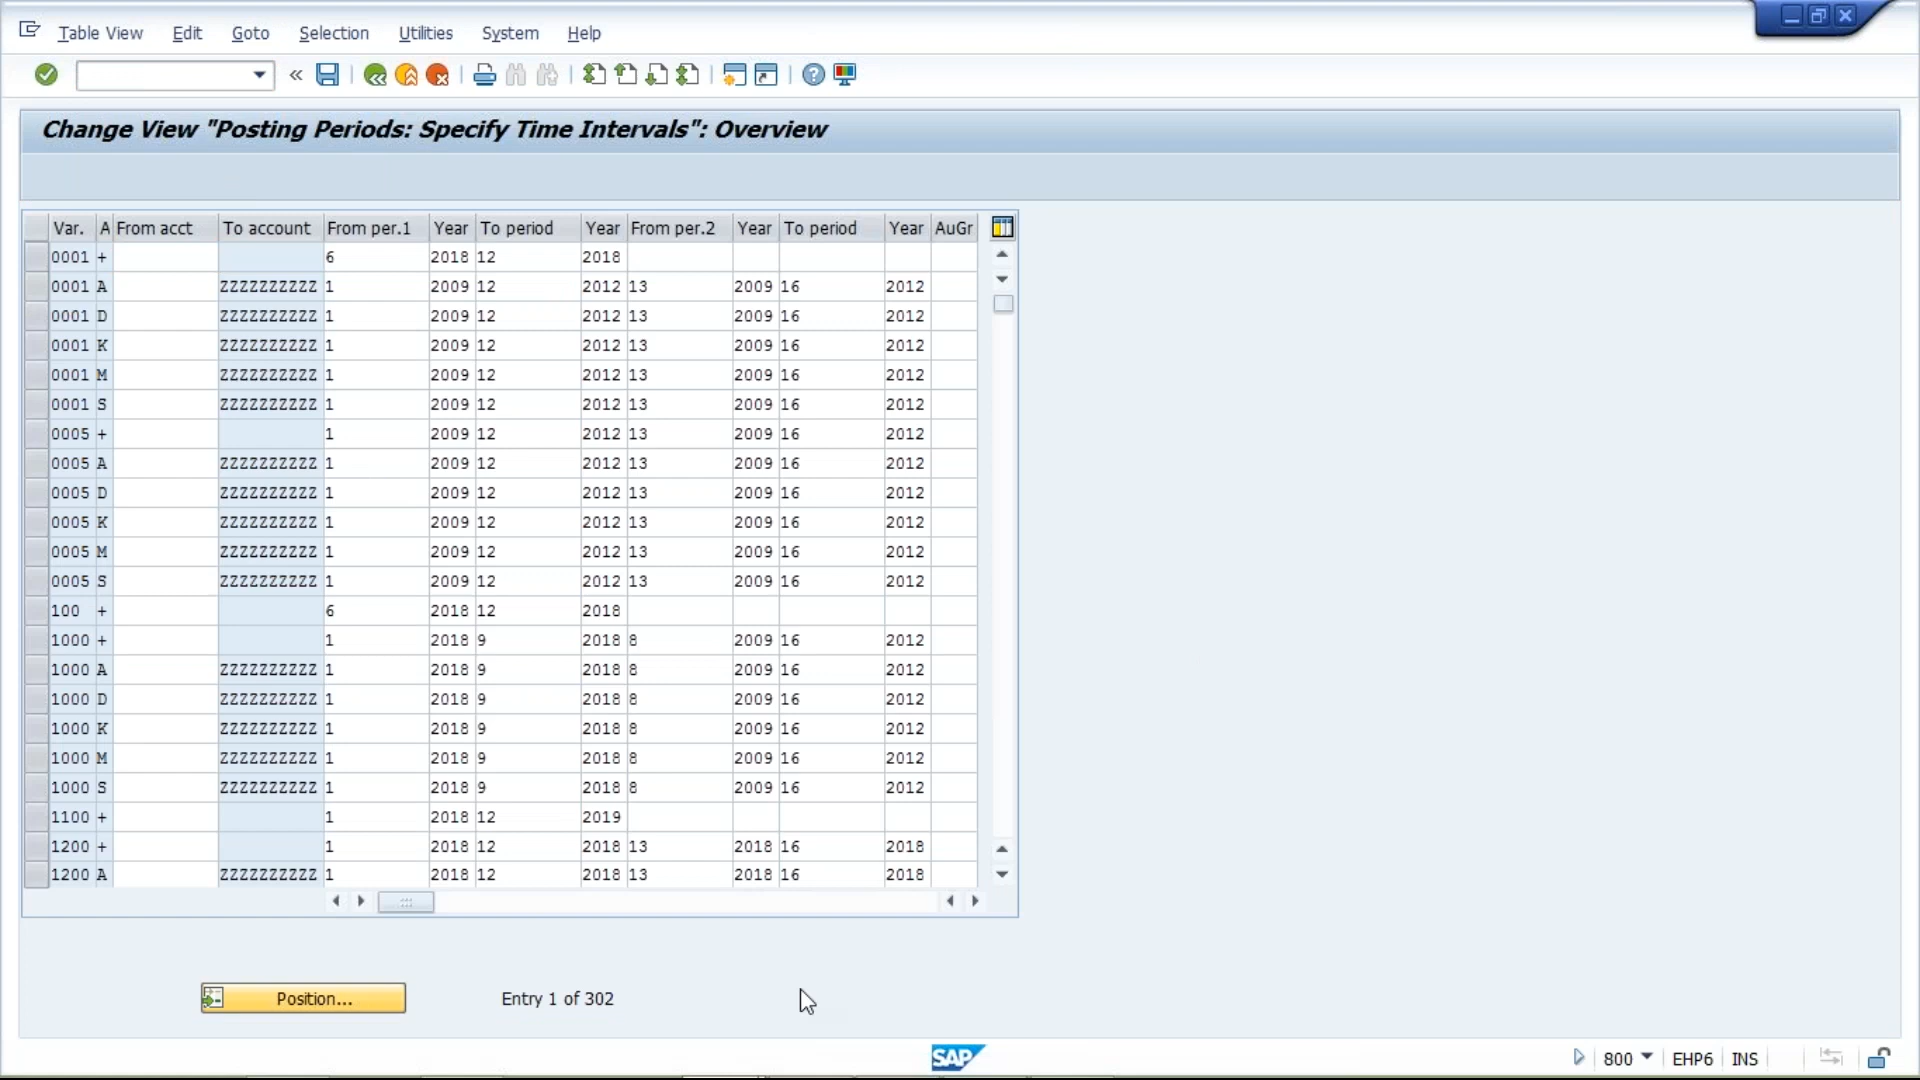 Table View Edit Goto Selection Utilities System Help
Change View "Posting Periods: Specify Time Intervals": Overview
Var. A From acct To account From per.1 Year To period Year From per.2 Year To period Year AuGr
0001 + 6 2018 12 2018
0001 A ZZZZZZZZZZ 1 2009 12 2012 13 2009 16 2012
0001 D ZZZZZZZZZZ 1 2009 12 2012 13 2009 16 2012
0001 K ZZZZZZZZZZ 1 2009 12 2012 13 2009 16 2012
0001 M ZZZZZZZZZZ 1 2009 12 2012 13 2009 16 2012
0001 S ZZZZZZZZZZ 1 2009 12 2012 13 2009 16 2012
0005 + 1 2009 12 2012 13 2009 16 2012
0005 A ZZZZZZZZZZ 1 2009 12 2012 13 2009 16 2012
0005 D ZZZZZZZZZZ 1 2009 12 2012 13 2009 16 2012
0005 K ZZZZZZZZZZ 1 2009 12 2012 13 2009 16 2012
0005 M ZZZZZZZZZZ 1 2009 12 2012 13 2009 16 2012
0005 S ZZZZZZZZZZ 1 2009 12 2012 13 2009 16 2012
100 + 6 2018 12 2018
1000 + 1 2018 9 2018 8 2009 16 2012
1000 A ZZZZZZZZZZ 1 2018 9 2018 8 2009 16 2012
1000 D ZZZZZZZZZZ 1 2018 9 2018 8 2009 16 2012
1000 K ZZZZZZZZZZ 1 2018 9 2018 8 2009 16 2012
1000 M ZZZZZZZZZZ 1 2018 9 2018 8 2009 16 2012
1000 S ZZZZZZZZZZ 1 2018 9 2018 8 2009 16 2012
1100 + 1 2018 12 2019
1200 + 1 2018 12 2018 13 2018 16 2018
1200 A ZZZZZZZZZZ 1 2018 12 2018 13 2018 16 2018
Position... Entry 1 of 302
SAP 800 EHP6 INS